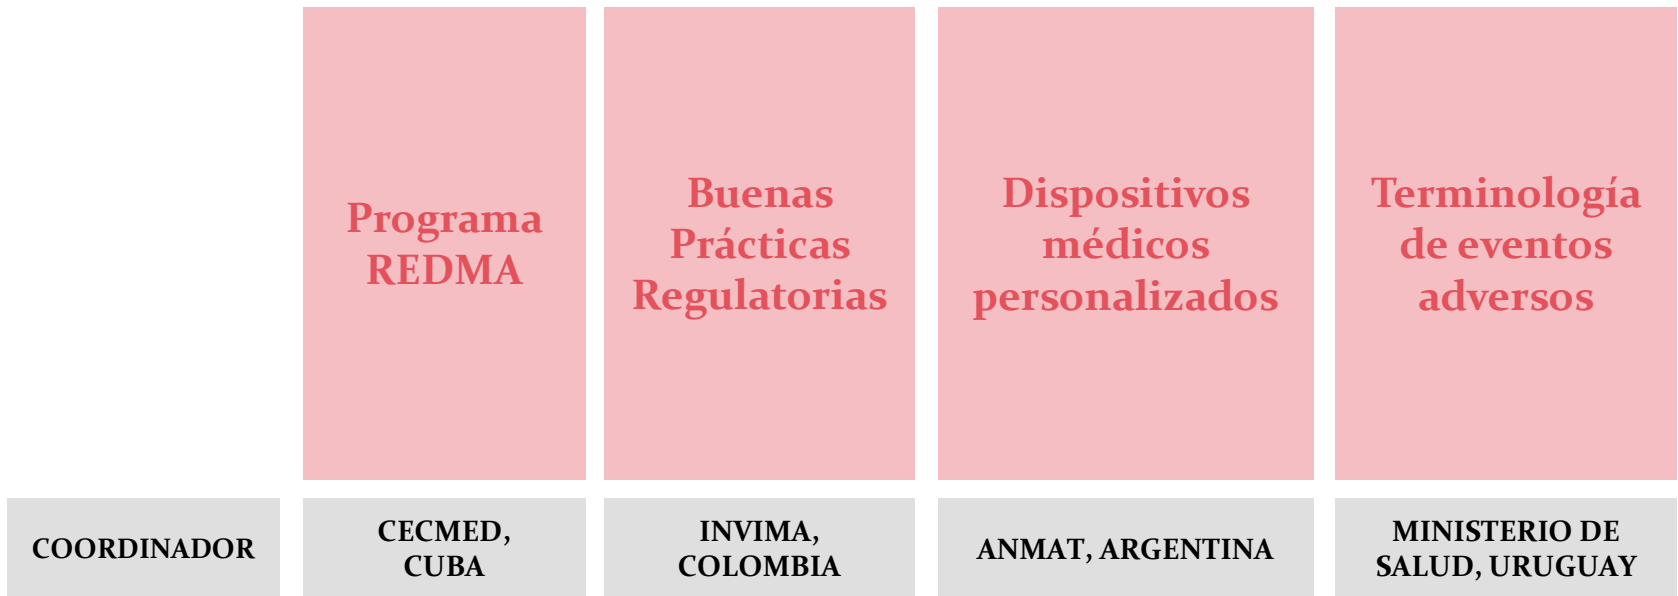 Programa
REDMA
Buenas
Prácticas
Regulatorias
Dispositivos
médicos
personalizados
Terminología
de eventos
adversos
COORDINADOR
CECMED,
CUBA
INVIMA,
COLOMBIA
ANMAT, ARGENTINA
MINISTERIO DE
SALUD, URUGUAY